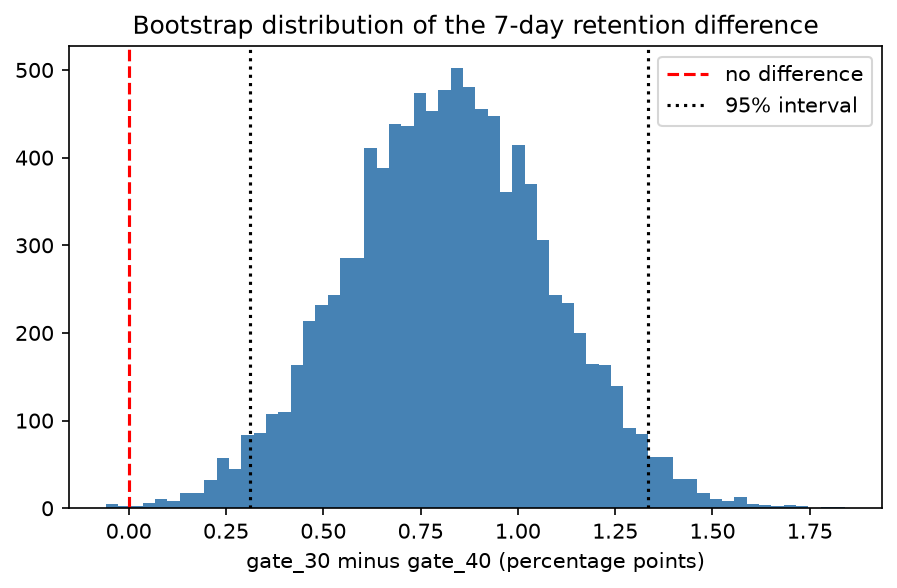 Bootstrap distribution of the 7-day retention difference
no difference
95% interval
500
400
300
200
100
0
0.00 0.25 0.50 0.75 1.00 1.25 1.50 1.75
gate_30 minus gate_40 (percentage points)